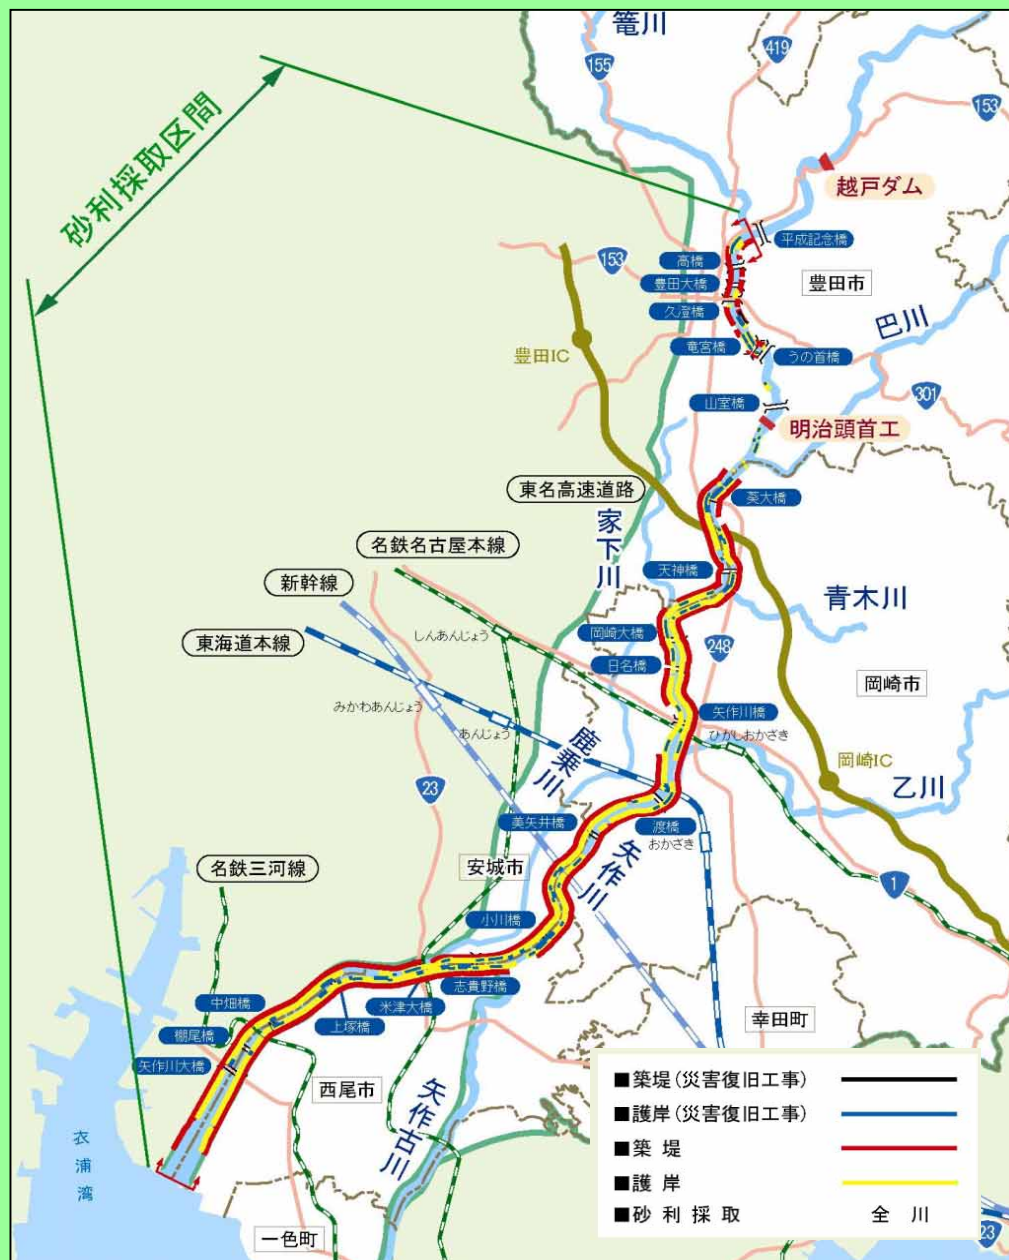 篭川
419
155
153
越戸ダム
砂利採取区間
平成記念橋
153
高橋
豊田大橋
豊田市
久澄橋
巴川
竜宮橋
うの首橋
豊田IC
301
山室橋
明治頭首工
東名高速道路
葵大橋
家下川
名鉄名古屋本線
天神橋
新幹線
青木川
しんあんじょう
岡崎大橋
248
東海道本線
日名橋
岡崎市
みかわあんじょう
矢作川橋
あんじょう
ひがしおかざき
鹿乗川
岡崎IC
乙川
23
美矢井橋
渡橋
おかざき
矢作川
安城市
名鉄三河線
1
小川橋
志貴野橋
中畑橋
米津大橋
上塚橋
棚尾橋
幸田町
矢作川大橋
西尾市
矢作古川
衣浦湾
一色町
■築堤(災害復旧工事)
■護岸(災害復旧工事)
■築 堤
■護 岸
■砂 利 採 取 全 川
23